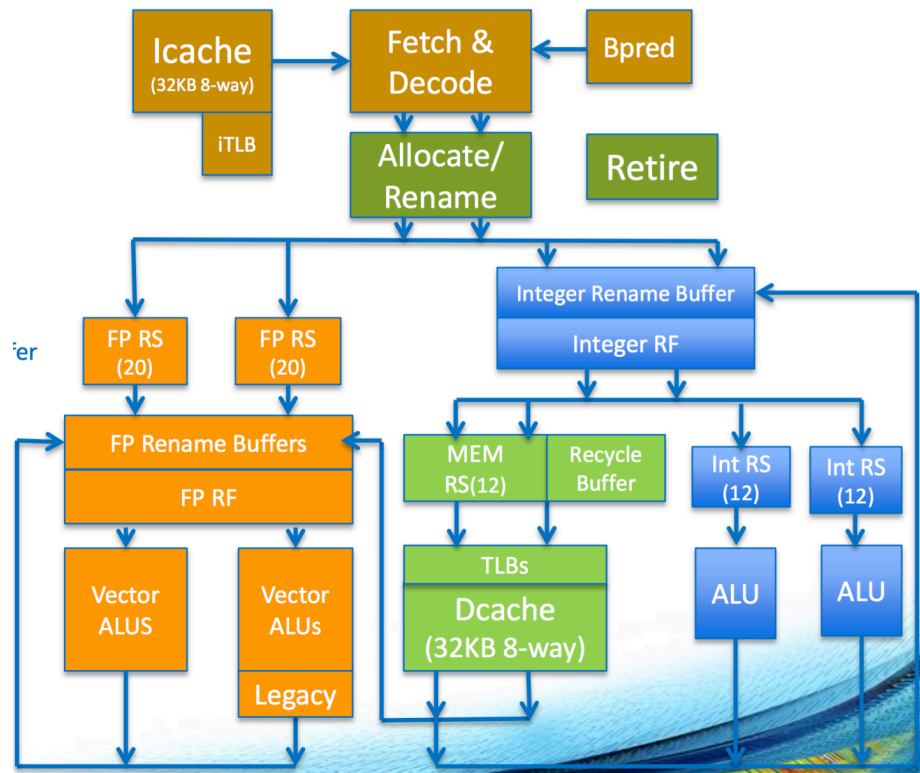 Icache
(32KB 8-way)
iTLB
Fetch &
Decode
Bpred
Allocate/
Rename
Retire
FP RS
(20)
FP RS
(20)
Integer Rename Buffer
Integer RF
fer
FP Rename Buffers
FP RF
MEM
RS(12)
Recycle
Buffer
Int RS
(12)
Int RS
(12)
Vector
ALUS
Vector
ALUs
Legacy
TLBs
Dcache
(32KB 8-way)
ALU
ALU